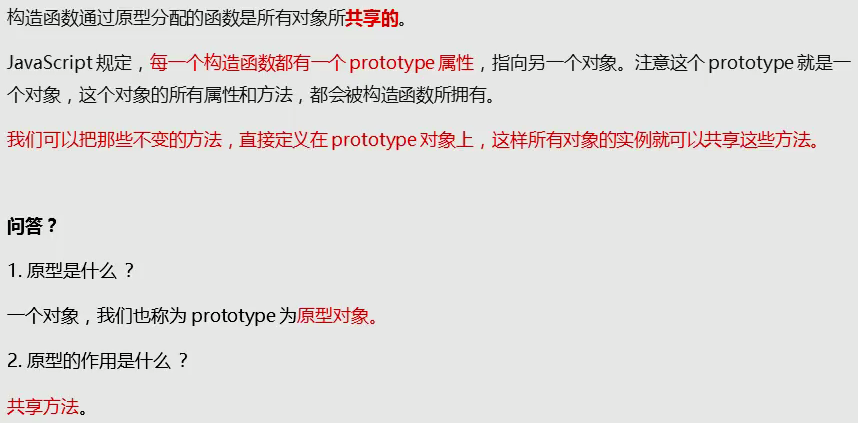 构造函数通过原型分配的函数是所有对象所共享的。
JavaScript 规定，每一个构造函数都有一个 prototype 属性，指向另一个对象。注意这个 prototype 就是一
个对象，这个对象的所有属性和方法，都会被构造函数所拥有。
我们可以把那些不变的方法，直接定义在 prototype 对象上，这样所有对象的实例就可以共享这些方法。
问答？
1. 原型是什么 ？
一个对象，我们也称为 prototype 为原型对象。
2. 原型的作用是什么 ？
共享方法。